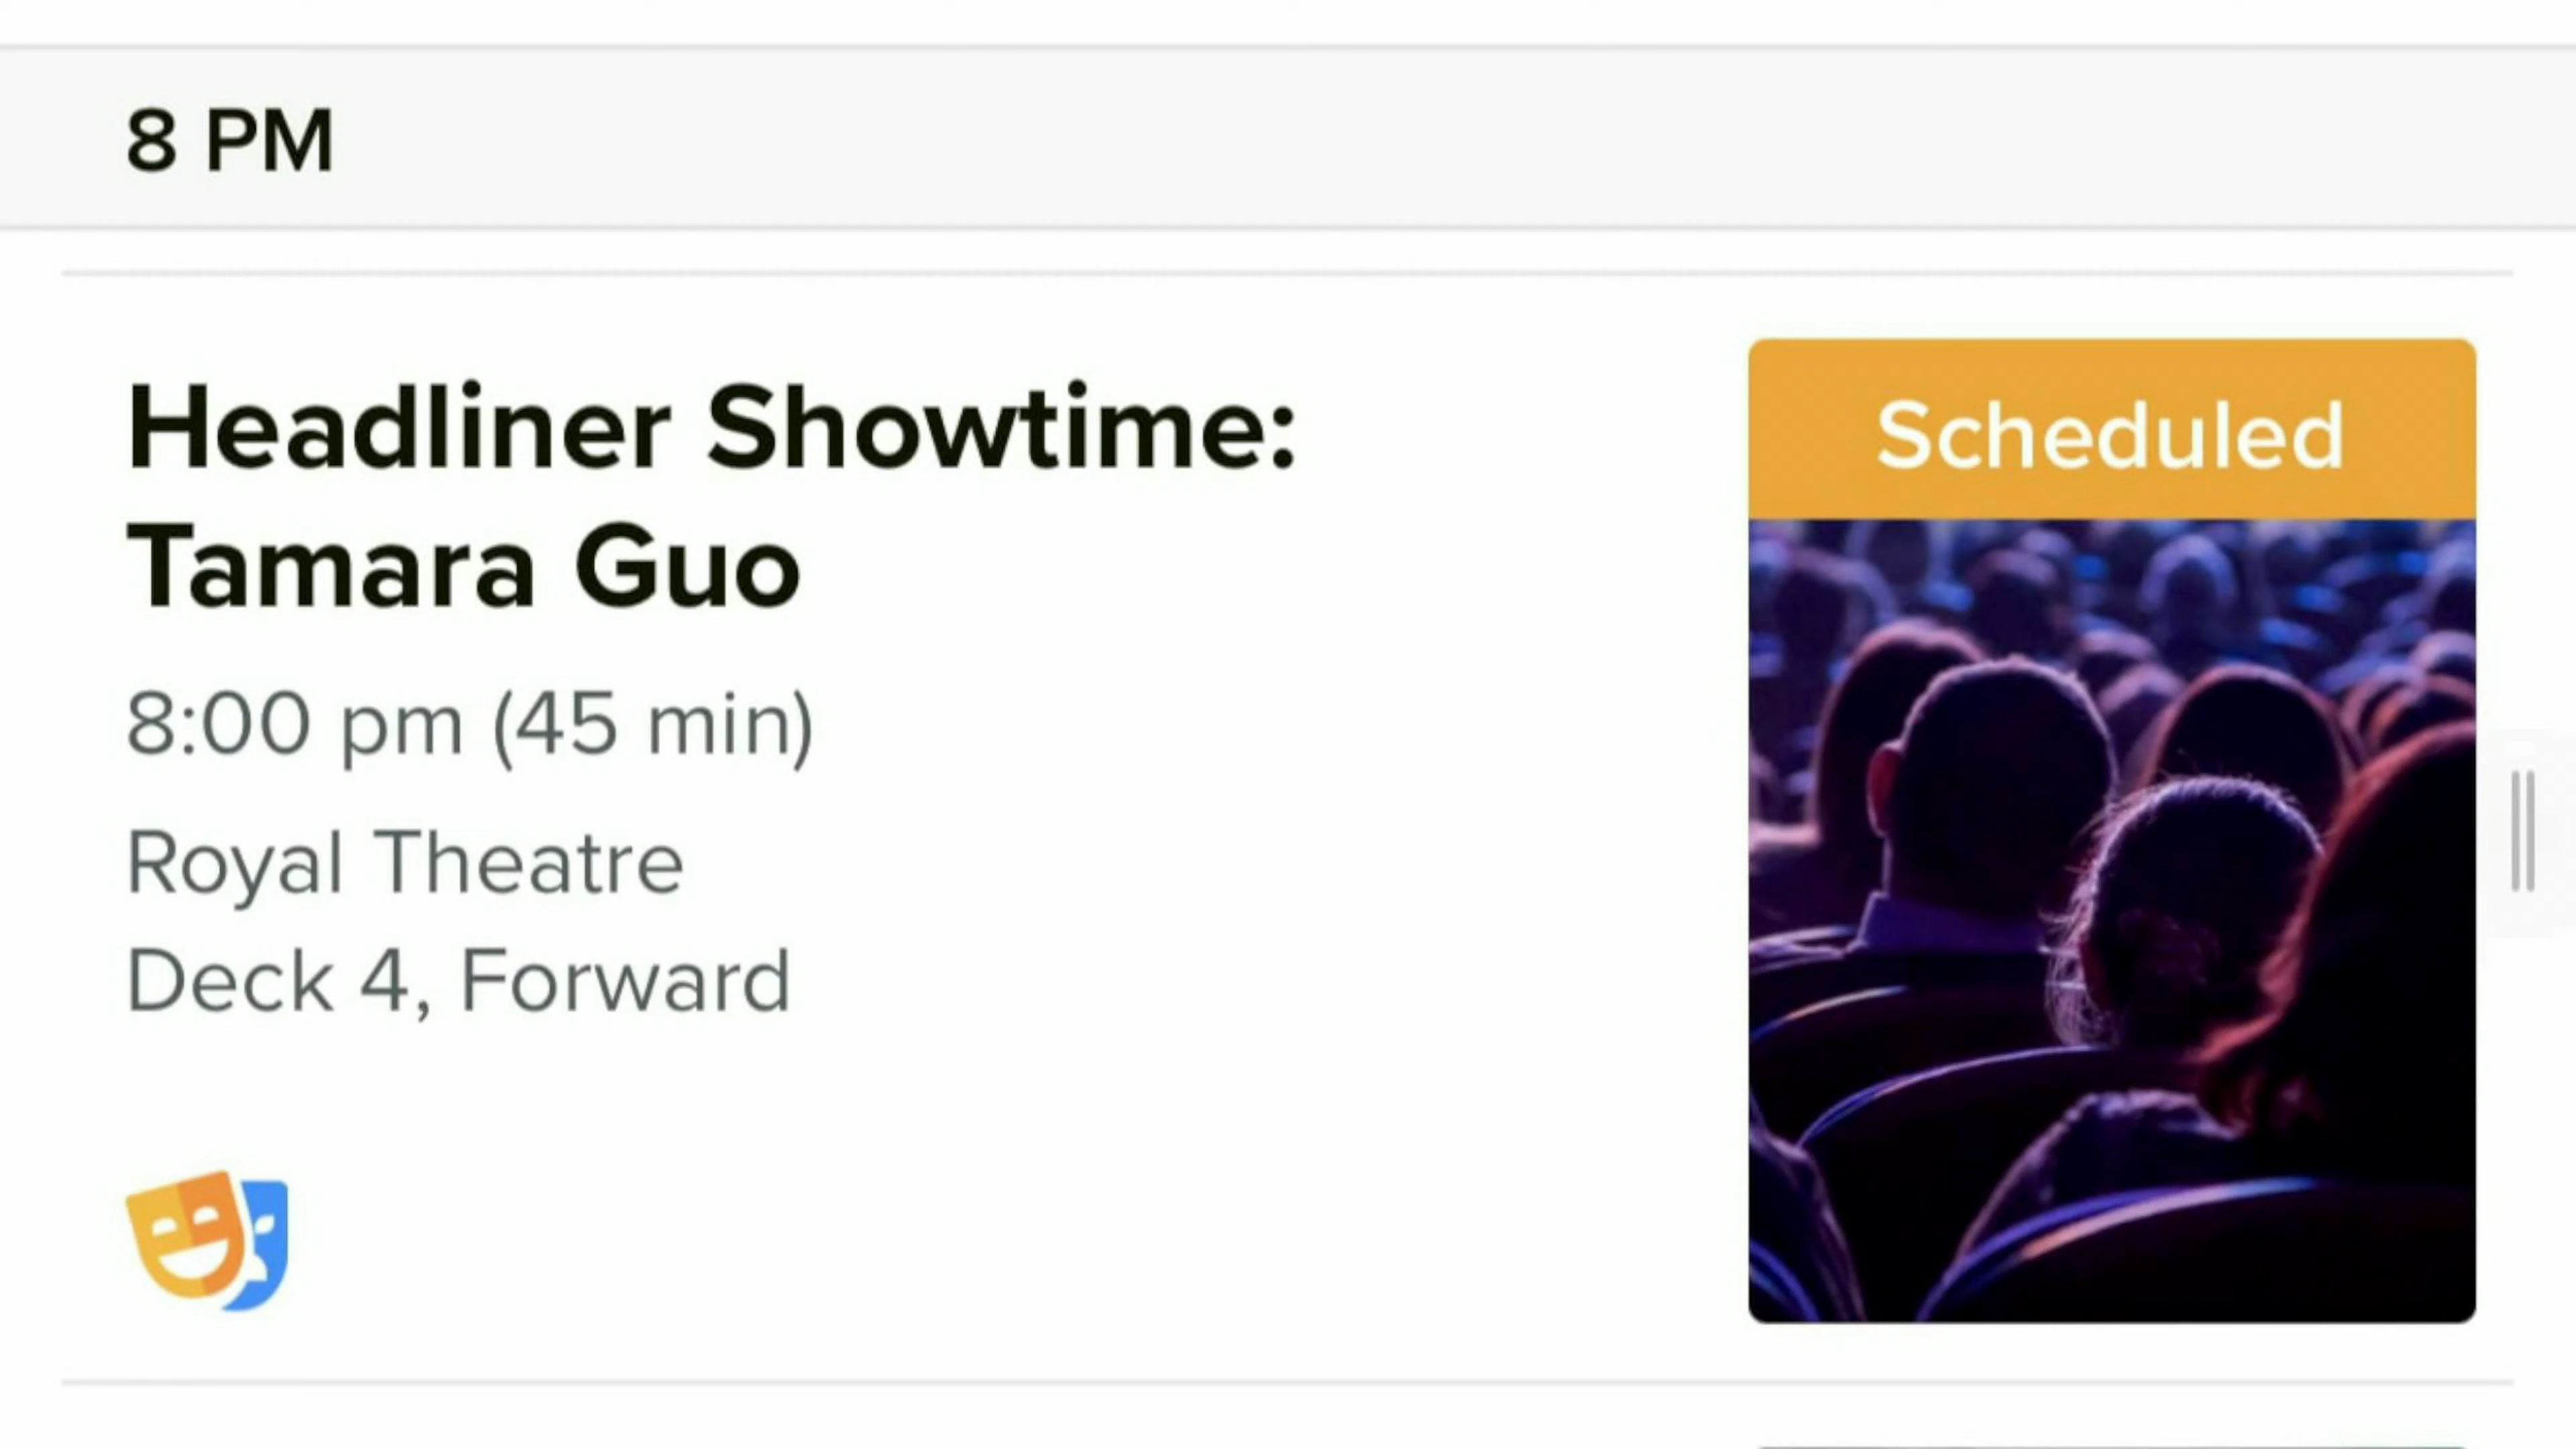 8 PM
Headliner Showtime:
Tamara Guo
8:00 pm (45 min)
Royal Theatre
Deck 4, Forward
Scheduled